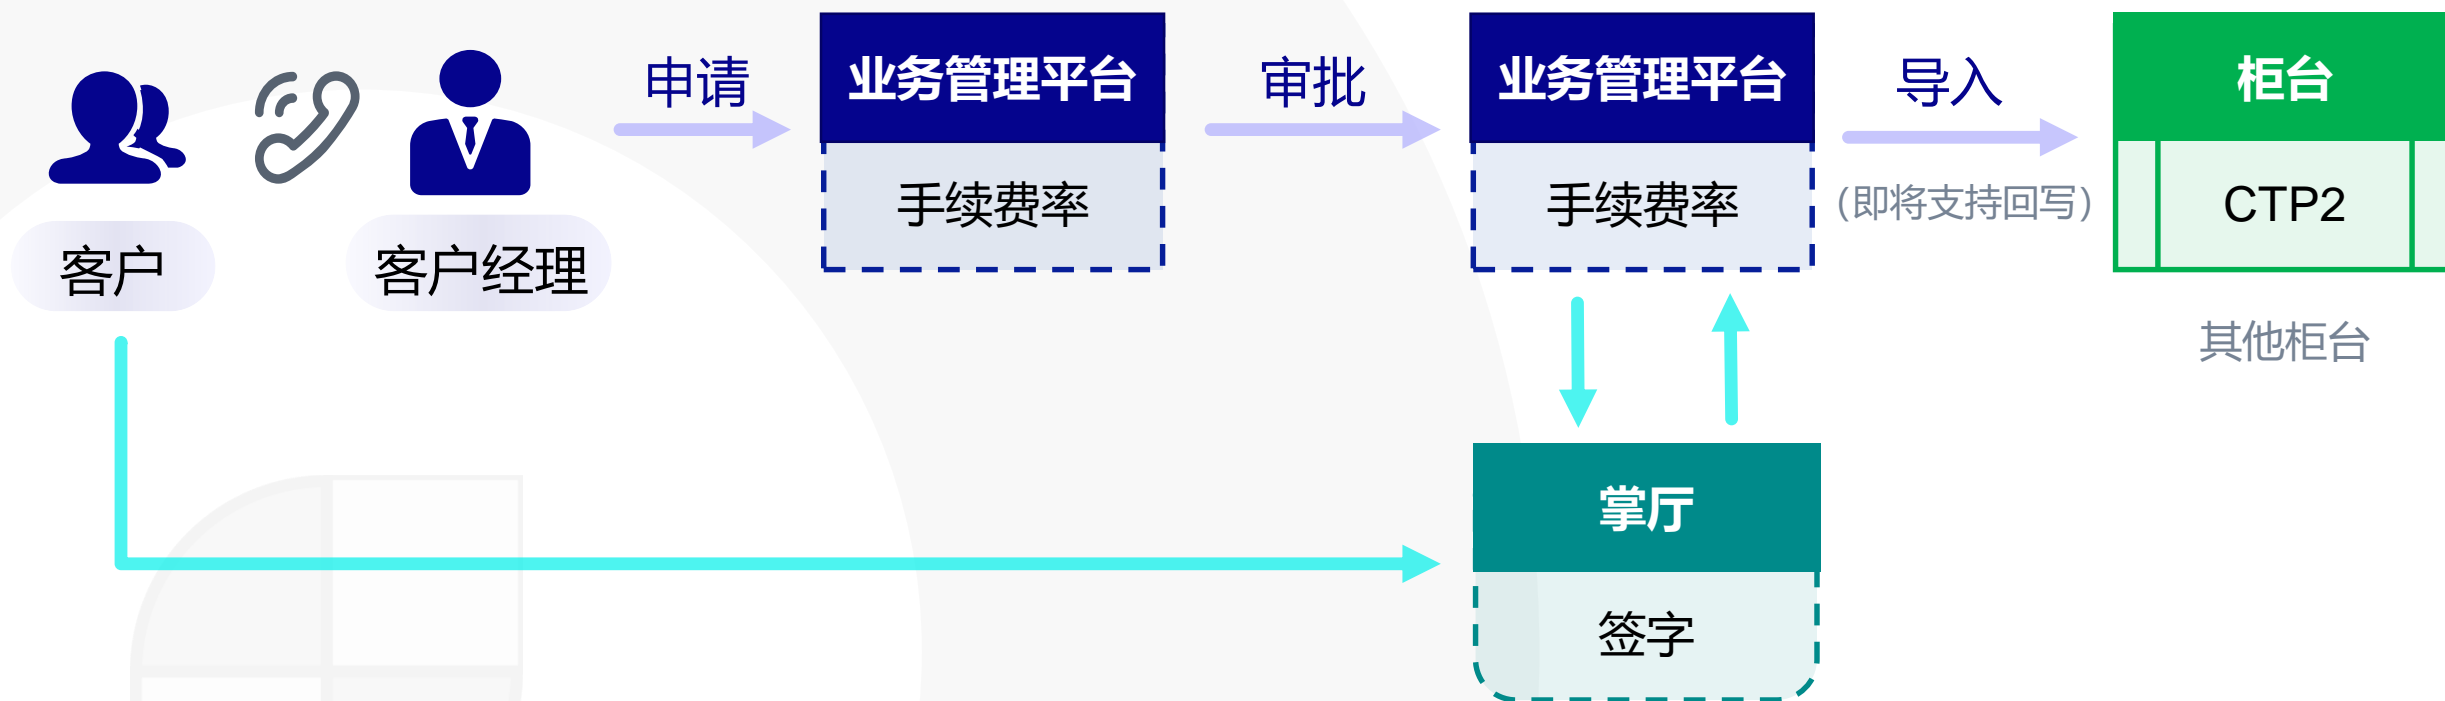 客户
客户经理
申请
业务管理平台
手续费率
审批
业务管理平台
手续费率
导入
（即将支持回写）
柜台
CTP2
其他柜台
掌厅
签字